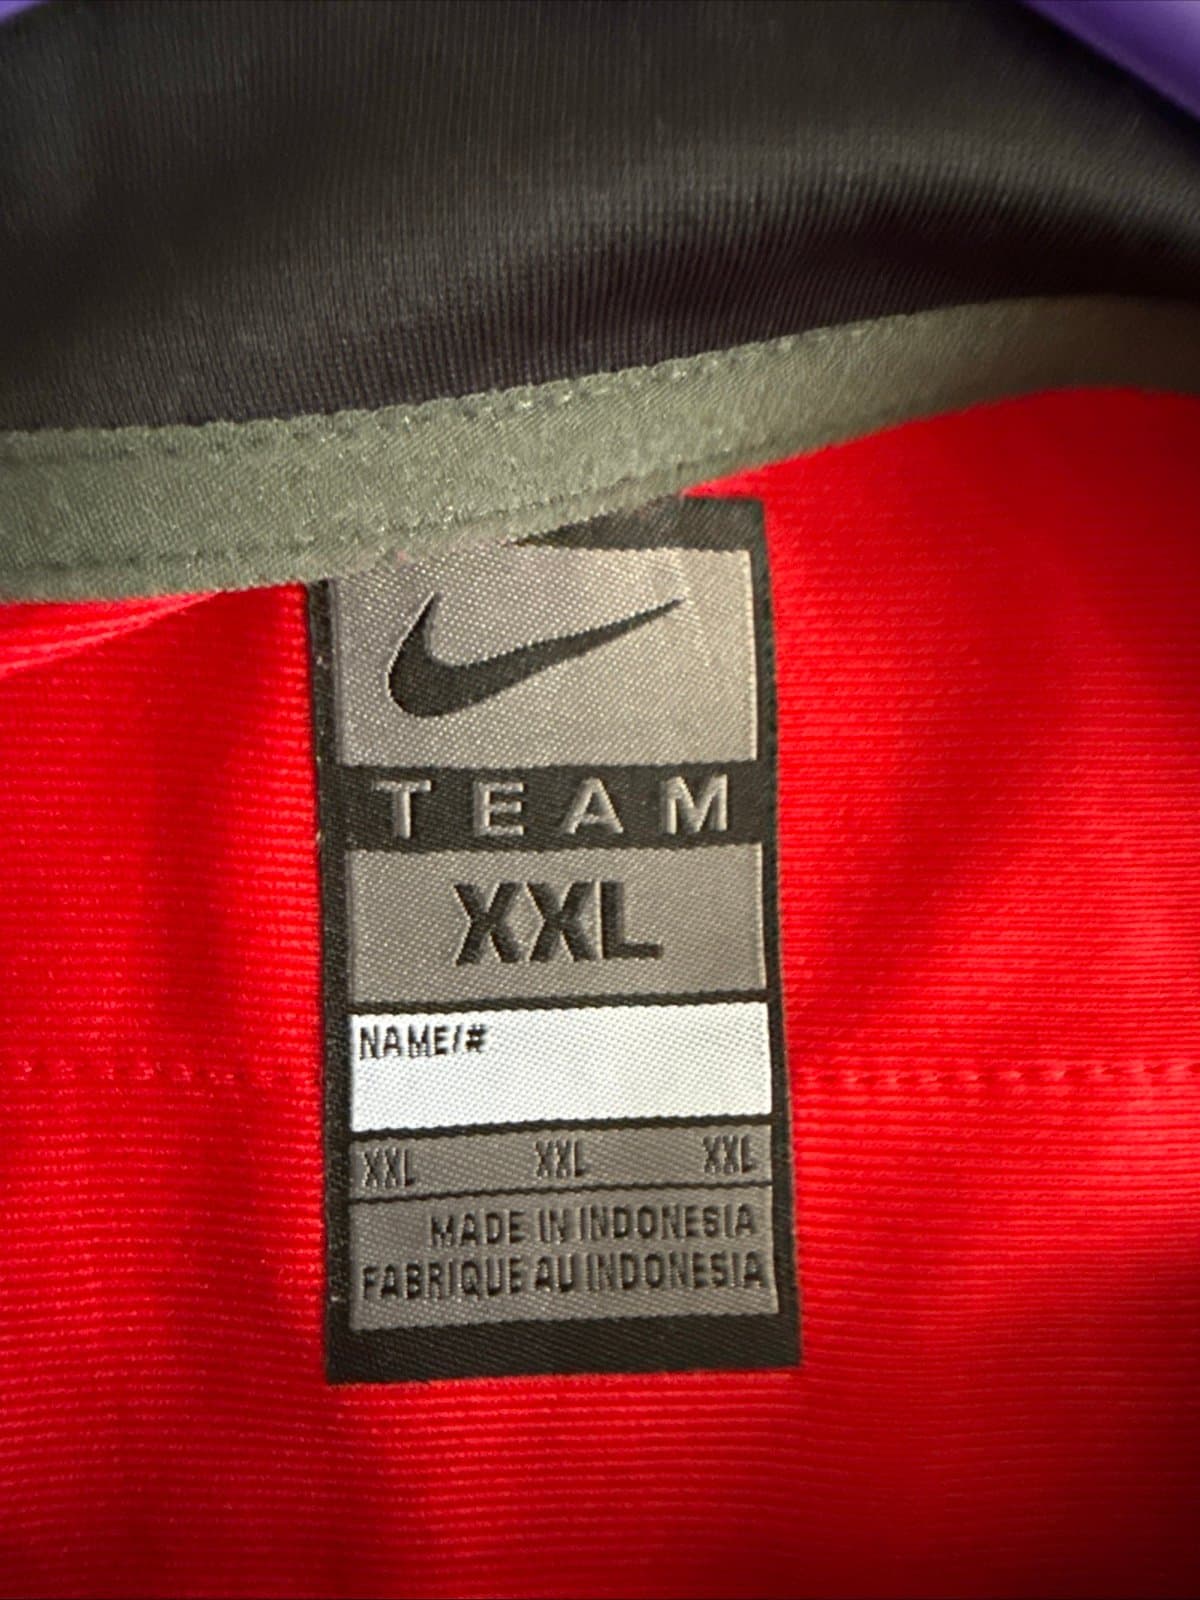 TEAM
XXL
NAME/#
XXL XXL XXL
MADE IN INDONESIA
FABRIQUE AU INDONESIA